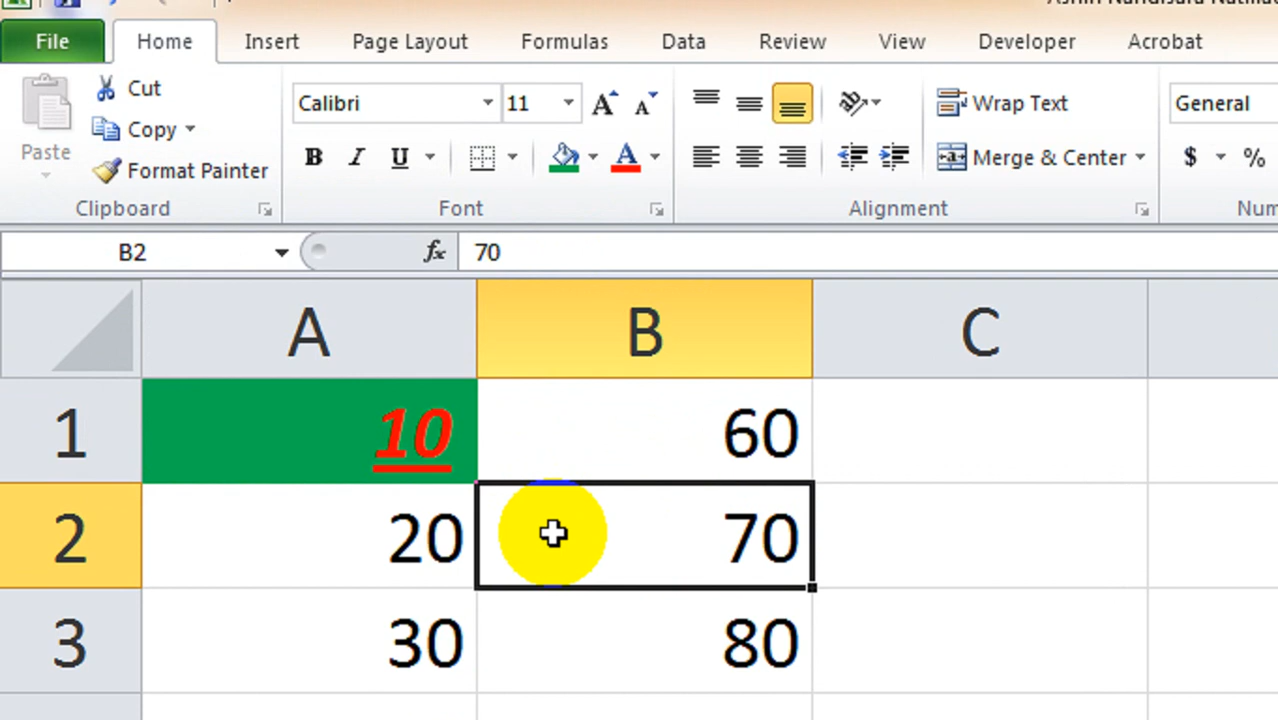 File Home Insert Page Layout Formulas Data Review View Developer Acrobat
Cut
Copy
Format Painter
Paste
Clipboard
Calibri 11
B I U
Font
Wrap Text
Merge & Center
Alignment
General
$ %
B2 fx 70
A B C
1 10 60
2 20 70
3 30 80